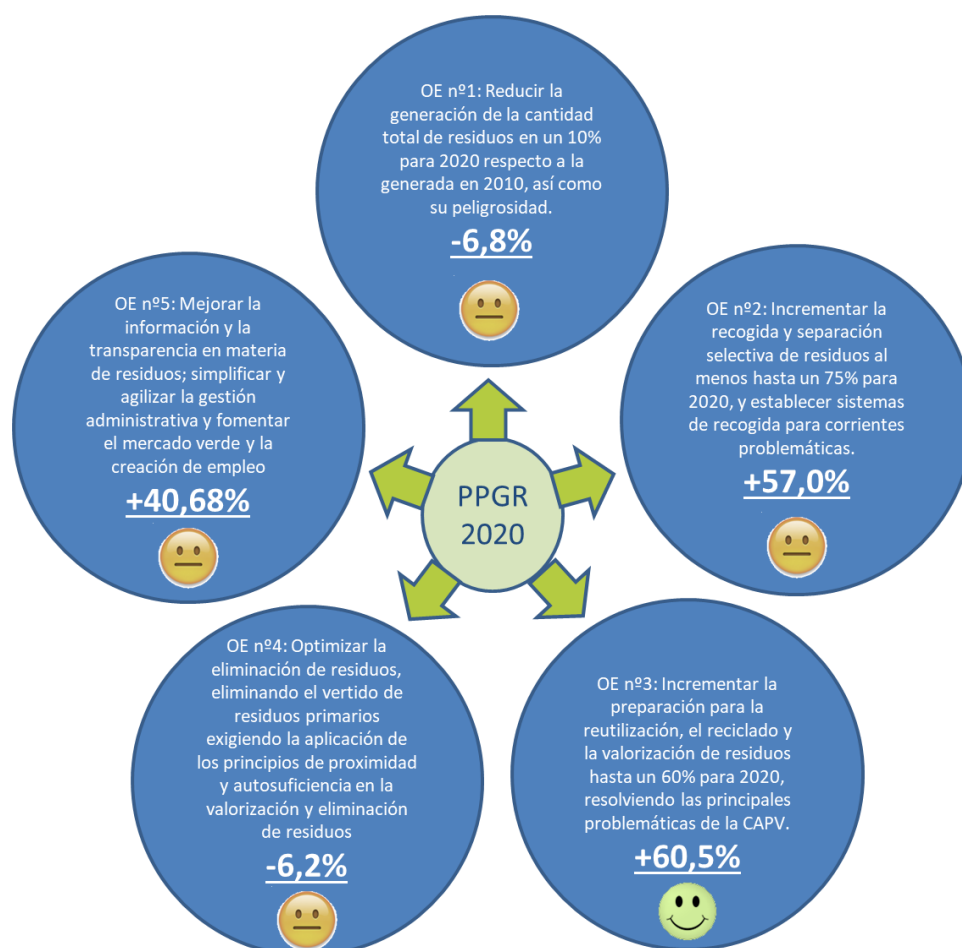 OE nº1: Reducir la
generación de la cantidad
total de residuos en un 10%
para 2020 respecto a la
generada en 2010, así como
su peligrosidad.
-6,8%
OE nº2: Incrementar la
recogida y separación
selectiva de residuos al
menos hasta un 75% para
2020, y establecer sistemas
de recogida para corrientes
problemáticas.
+57,0%
OE nº3: Incrementar la
preparación para la
reutilización, el reciclado y
la valorización de residuos
hasta un 60% para 2020,
resolviendo las principales
problemáticas de la CAPV.
+60,5%
OE nº4: Optimizar la
eliminación de residuos,
eliminando el vertido de
residuos primarios
exigiendo la aplicación de
los principios de proximidad
y autosuficiencia en la
valorización y eliminación
de residuos
-6,2%
OE nº5: Mejorar la
información y la
transparencia en materia
de residuos; simplificar y
agilizar la gestión
administrativa y fomentar
el mercado verde y la
creación de empleo
+40,68%
PPGR
2020